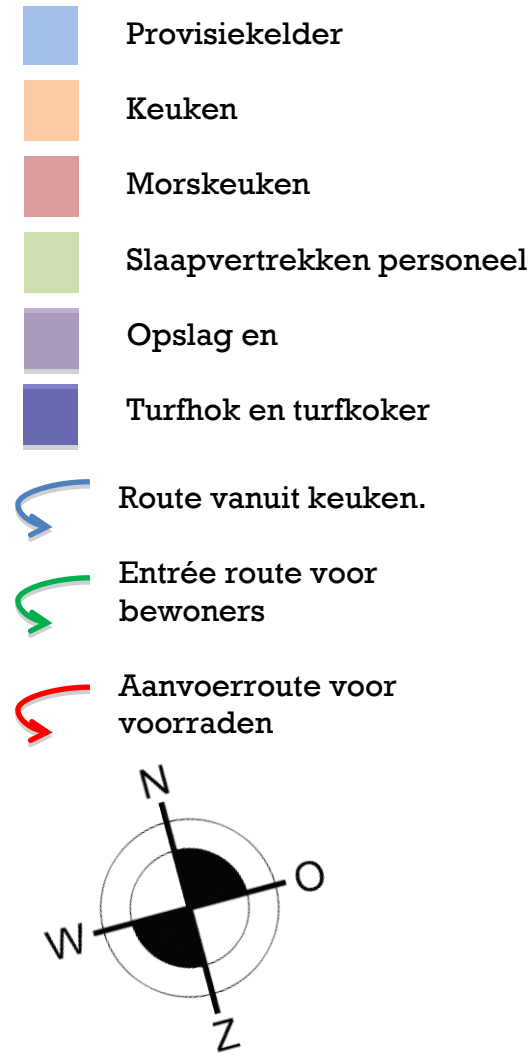 Provisiekelder
Keuken
Morskeuken
Slaapvertrekken personeel
Opslag en
Turfhok en turfkoker
Route vanuit keuken.
Entrée route voor
bewoners
Aanvoerroute voor
voorraden
N
O
W
Z